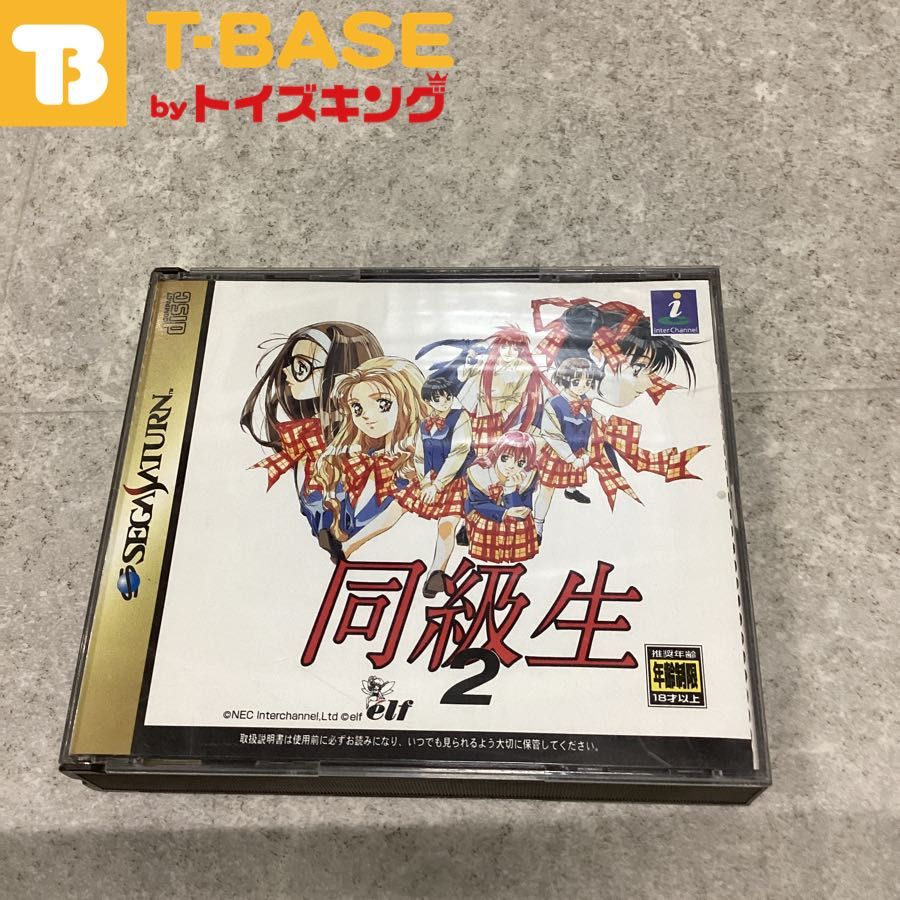 TB
T-BASE
byトイズキング
DISC
SEGA SATURN™
i
InterChannel
同級生
2
elf
©NEC Interchannel,Ltd ©elf
推奨年齢
年齢制限
18才以上
取扱説明書は使用前に必ずお読みになり、いつでも見られるよう大切に保管してください。